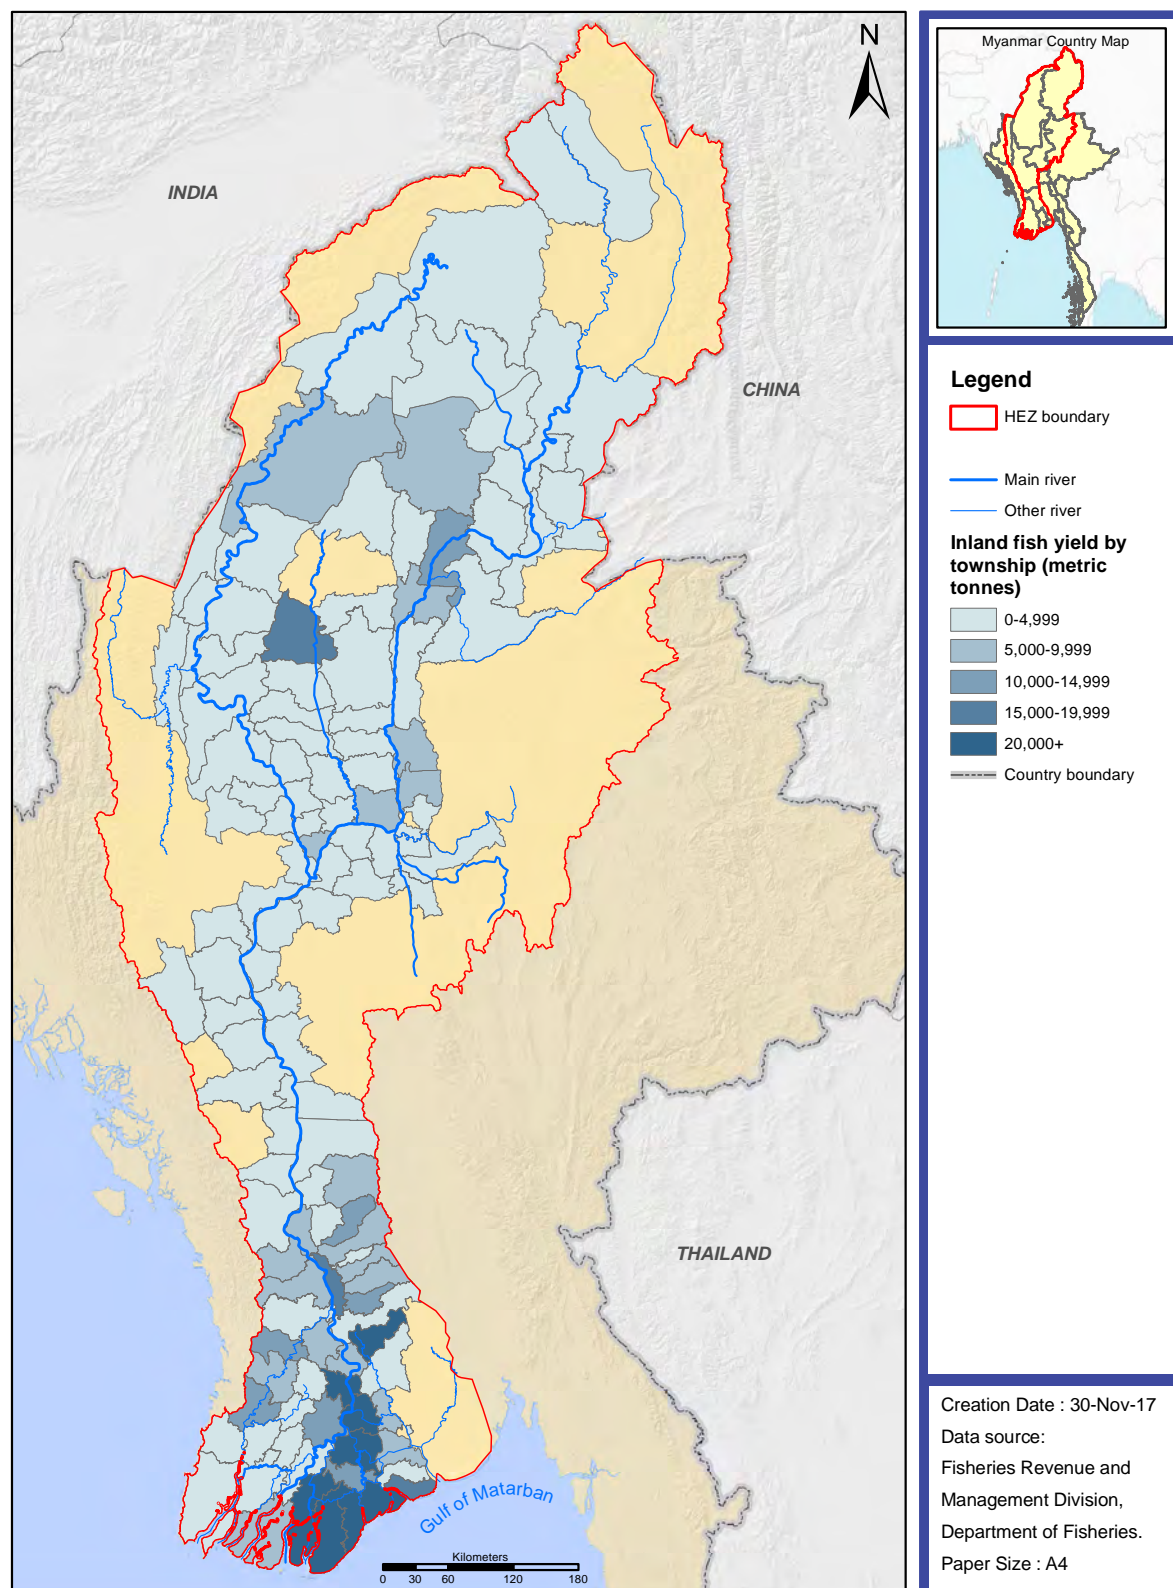 N
INDIA
CHINA
THAILAND
Gulf of Matarban
Kilometers
0 30 60 120 180
Myanmar Country Map
Legend
HEZ boundary
Main river
Other river
Inland fish yield by
township (metric
tonnes)
0-4,999
5,000-9,999
10,000-14,999
15,000-19,999
20,000+
Country boundary
Creation Date : 30-Nov-17
Data source:
Fisheries Revenue and
Management Division,
Department of Fisheries.
Paper Size : A4